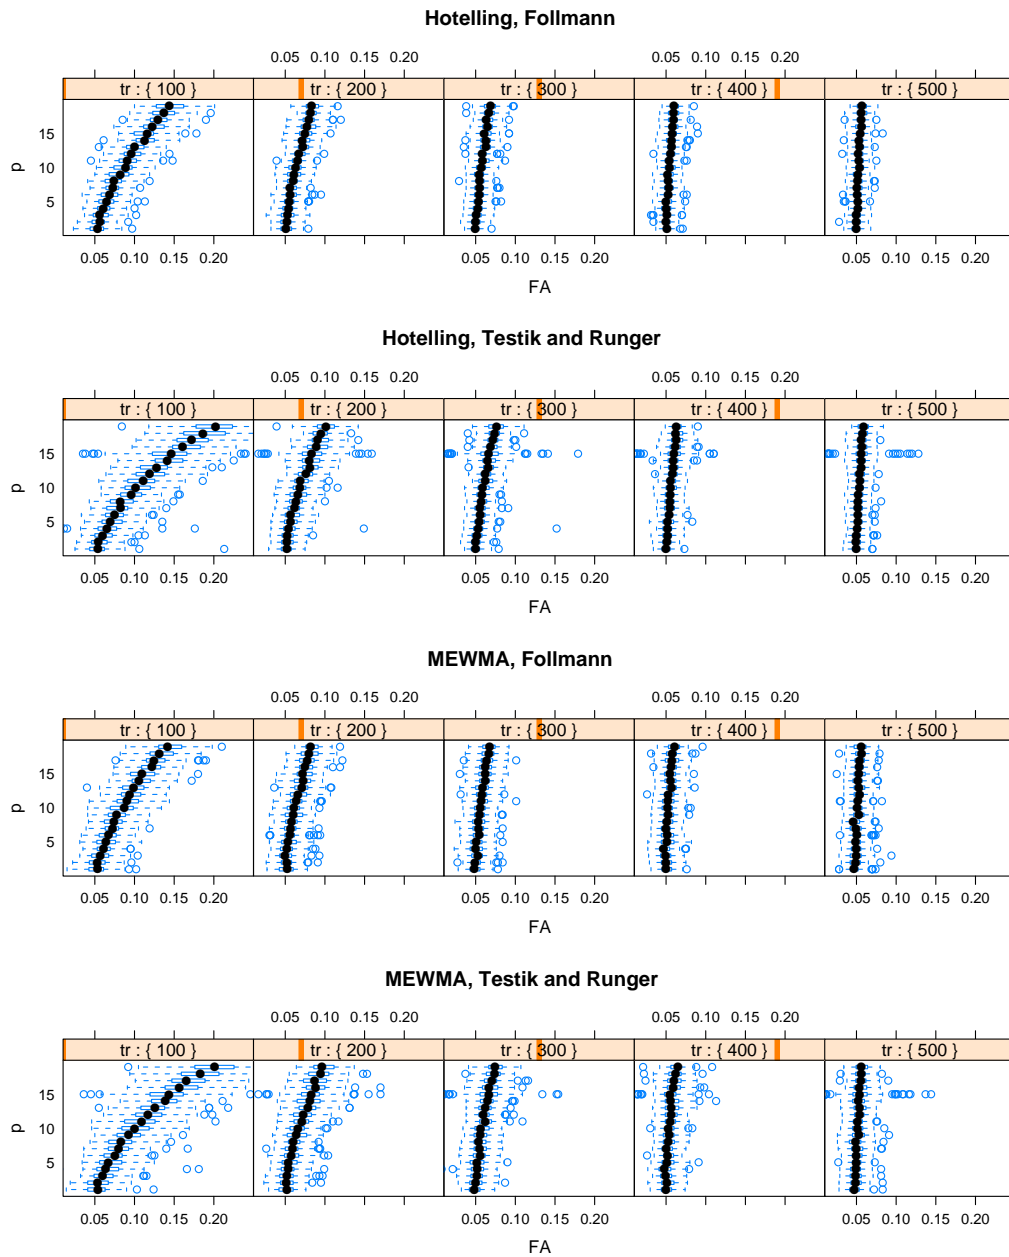 Hotelling, Follmann
0.05 0.10 0.15 0.20 0.05 0.10 0.15 0.20
tr : { 100 } tr : { 200 } tr : { 300 } tr : { 400 } tr : { 500 }
15
10
5
p
0.05 0.10 0.15 0.20 0.05 0.10 0.15 0.20 0.05 0.10 0.15 0.20
FA
Hotelling, Testik and Runger
0.05 0.10 0.15 0.20 0.05 0.10 0.15 0.20
tr : { 100 } tr : { 200 } tr : { 300 } tr : { 400 } tr : { 500 }
15
10
5
p
0.05 0.10 0.15 0.20 0.05 0.10 0.15 0.20 0.05 0.10 0.15 0.20
FA
MEWMA, Follmann
0.05 0.10 0.15 0.20 0.05 0.10 0.15 0.20
tr : { 100 } tr : { 200 } tr : { 300 } tr : { 400 } tr : { 500 }
15
10
5
p
0.05 0.10 0.15 0.20 0.05 0.10 0.15 0.20 0.05 0.10 0.15 0.20
FA
MEWMA, Testik and Runger
0.05 0.10 0.15 0.20 0.05 0.10 0.15 0.20
tr : { 100 } tr : { 200 } tr : { 300 } tr : { 400 } tr : { 500 }
15
10
5
p
0.05 0.10 0.15 0.20 0.05 0.10 0.15 0.20 0.05 0.10 0.15 0.20
FA